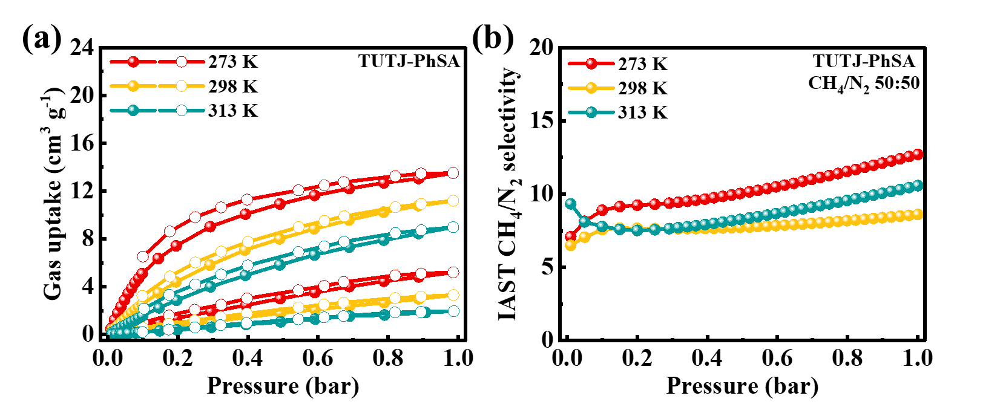 (a)
24
20
16
12
8
4
0
Gas uptake (cm³ g⁻¹)
273 K
298 K
313 K
TUTJ-PhSA
0.0 0.2 0.4 0.6 0.8 1.0
Pressure (bar)
(b)
20
15
10
5
0
IAST CH₄/N₂ selectivity
273 K
298 K
313 K
TUTJ-PhSA
CH₄/N₂ 50:50
0.0 0.2 0.4 0.6 0.8 1.0
Pressure (bar)